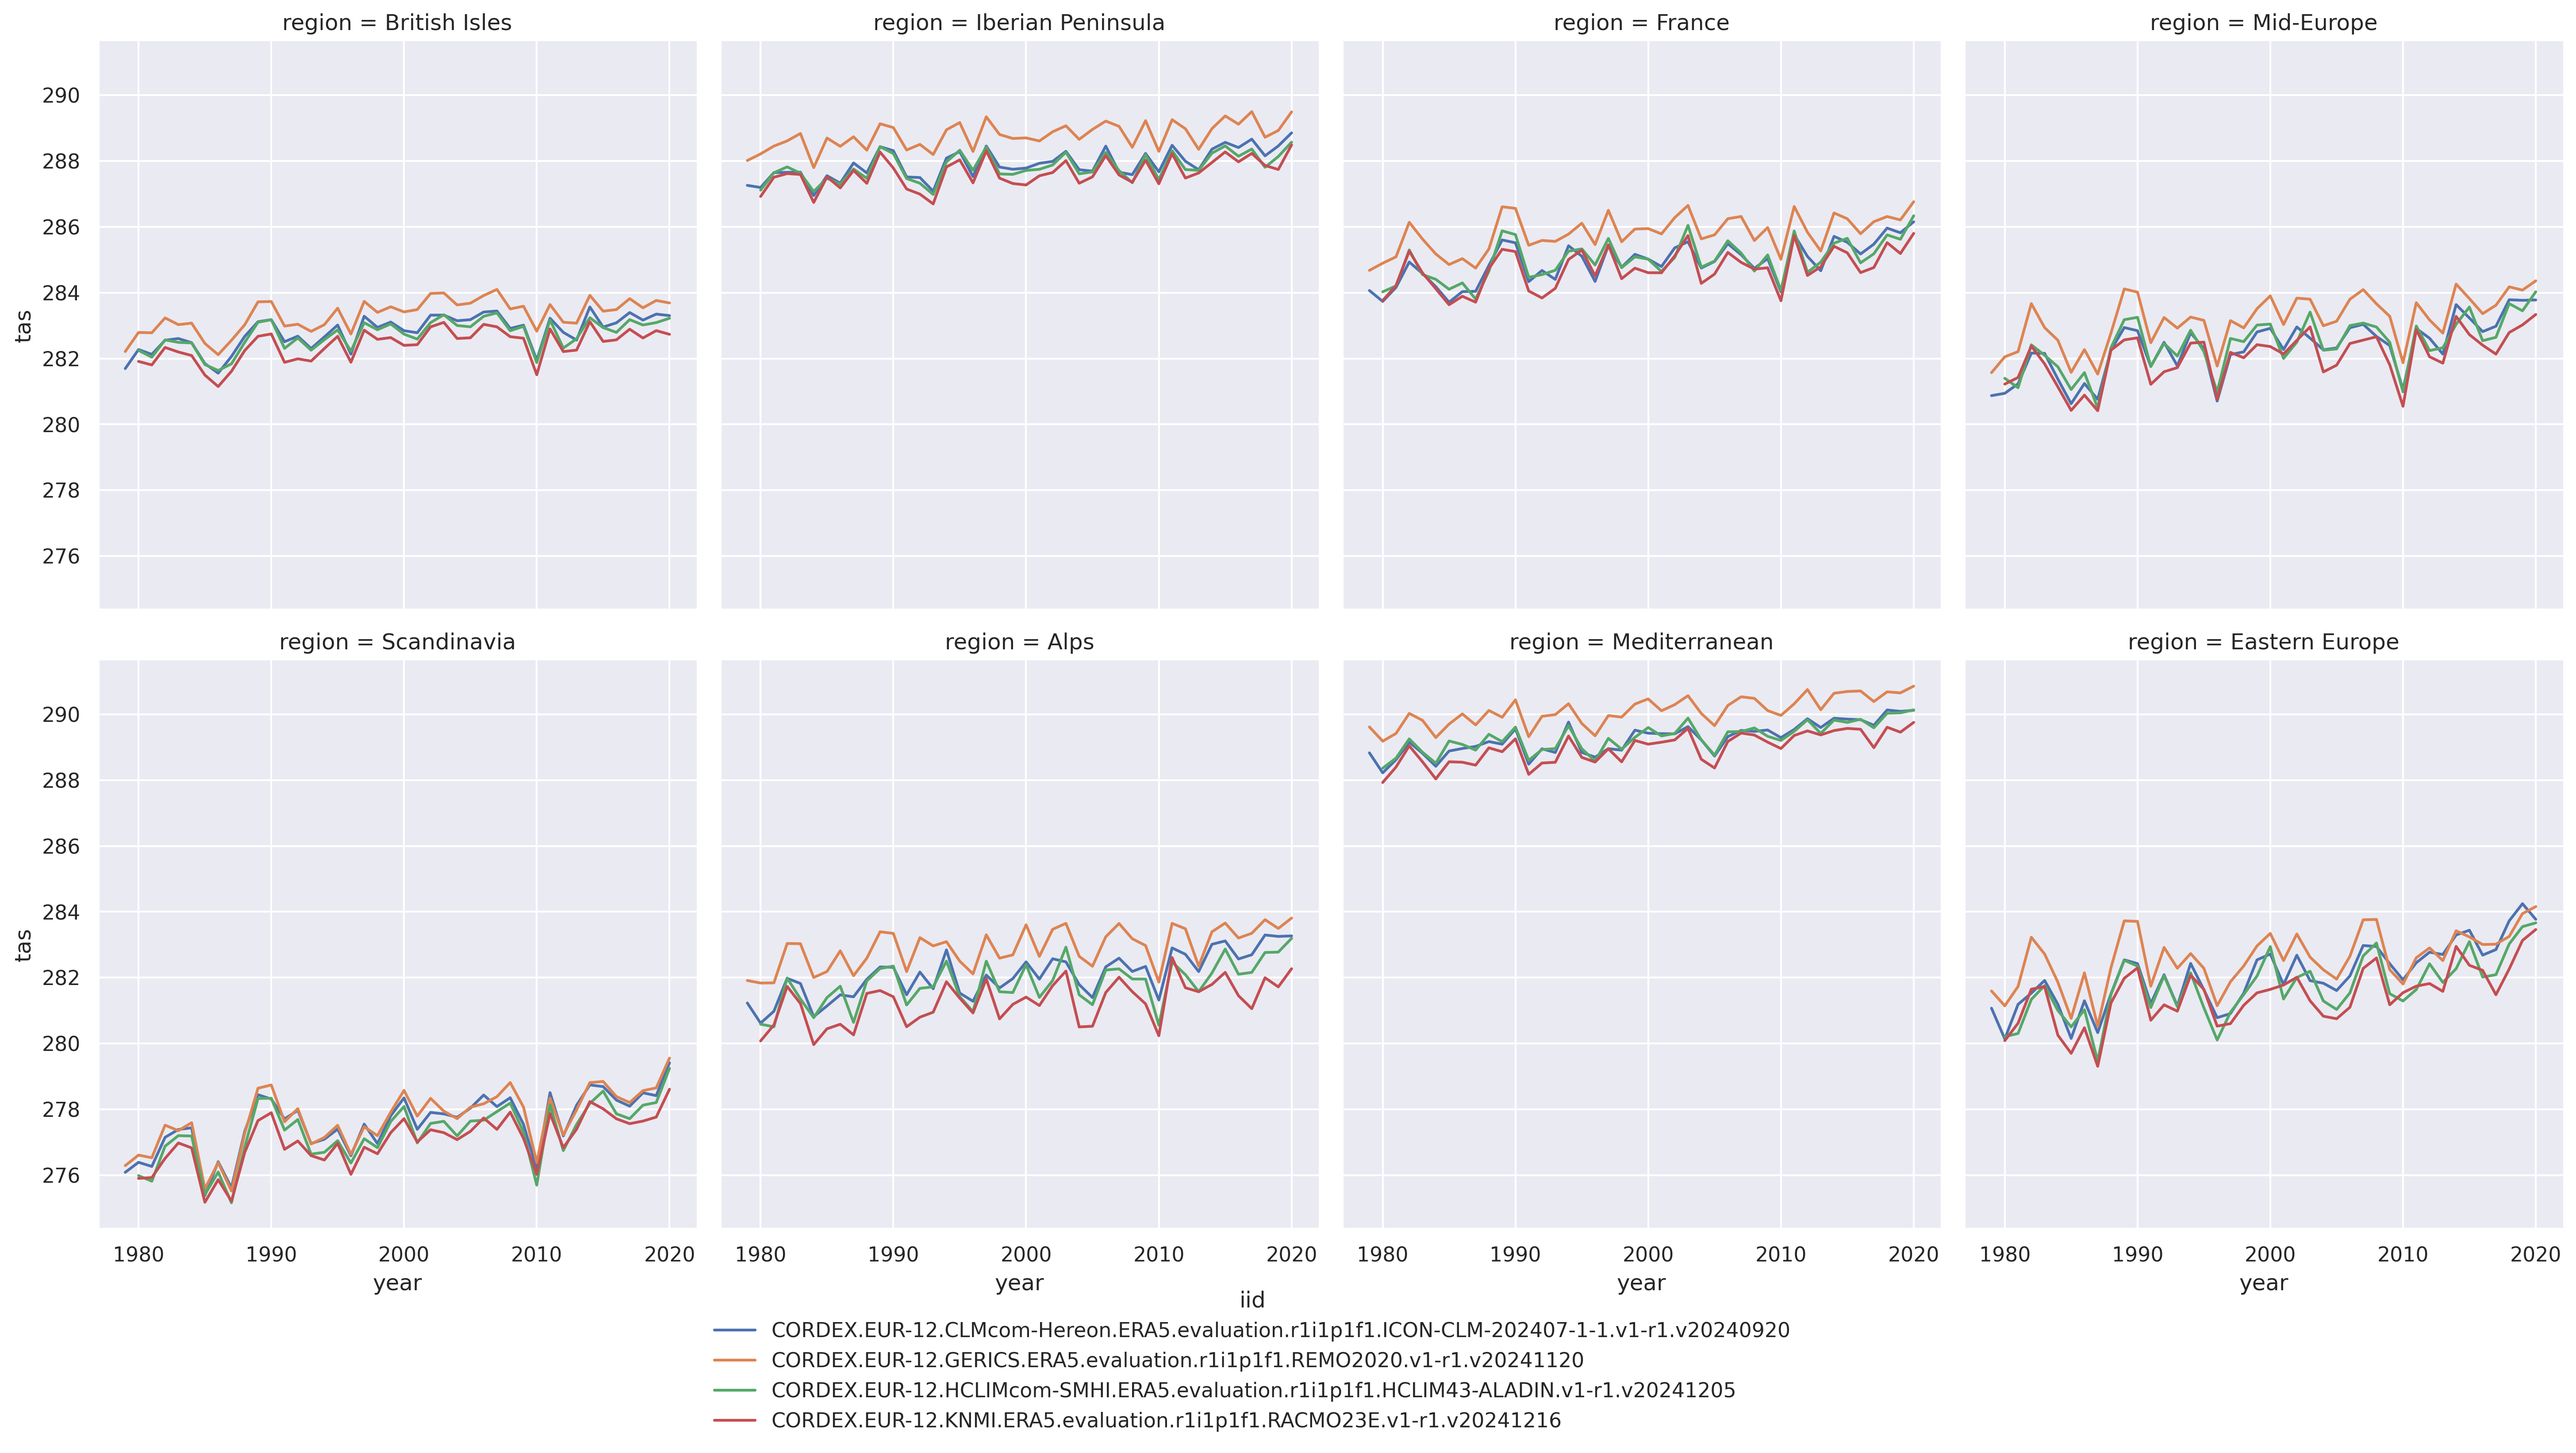 region = British Isles
region = Iberian Peninsula
region = France
region = Mid-Europe
290
288
286
284
282
280
278
276
tas
region = Scandinavia
region = Alps
region = Mediterranean
region = Eastern Europe
290
288
286
284
282
280
278
276
tas
1980 1990 2000 2010 2020
1980 1990 2000 2010 2020
1980 1990 2000 2010 2020
1980 1990 2000 2010 2020
year
year
year
year
iid
CORDEX.EUR-12.CLMcom-Hereon.ERA5.evaluation.r1i1p1f1.ICON-CLM-202407-1-1.v1-r1.v20240920
CORDEX.EUR-12.GERICS.ERA5.evaluation.r1i1p1f1.REMO2020.v1-r1.v20241120
CORDEX.EUR-12.HCLIMcom-SMHI.ERA5.evaluation.r1i1p1f1.HCLIM43-ALADIN.v1-r1.v20241205
CORDEX.EUR-12.KNMI.ERA5.evaluation.r1i1p1f1.RACMO23E.v1-r1.v20241216